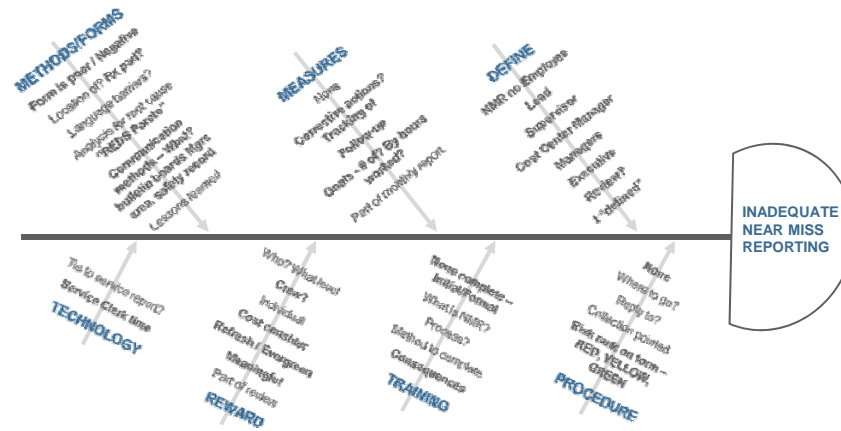 METHODS/FORMS
Form is poor / Negative
Location of? Rx pad?
Language barriers?
Analysis for root cause
"REDS Pareto"
Communication
methods – What?
bulletin boards Mgrs
area, safety record
Lessons learned
MEASURES
None
Corrective actions?
Tracking of
Follow-up
Goals - # of? By hours
worked?
Part of monthly report
DEFINE
NMR no Employee
Lead
Supervisor
Cost Center Manager
Managers
Executive
Review?
1 "defined"
INADEQUATE
NEAR MISS
REPORTING
Tie to service report?
Service Clerk time
TECHNOLOGY
Who? What level
Crew?
Individual
Cost censter
Refresh / Evergreen
Meaningful
Part of review
REWARD
None complete –
Initial/Formal
What is NMR?
Process?
Method to complete
Consequences
TRAINING
None
Where to go?
Reply to?
Collection pointed
Risk rank on form –
RED, YELLOW,
GREEN
PROCEDURE